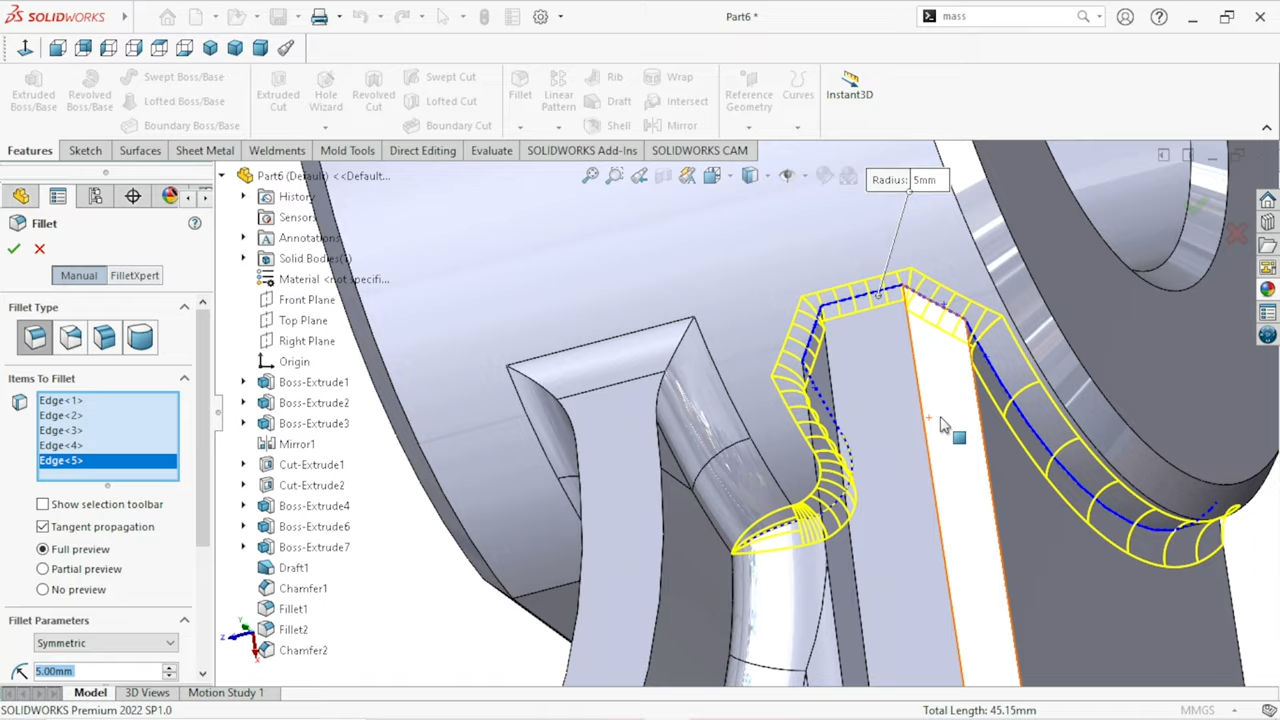 SOLIDWORKS
Part6 *
mass
Extruded Boss/Base
Revolved Boss/Base
Swept Boss/Base
Lofted Boss/Base
Boundary Boss/Base
Extruded Cut
Hole Wizard
Revolved Cut
Swept Cut
Lofted Cut
Boundary Cut
Fillet
Linear Pattern
Rib
Draft
Shell
Wrap
Intersect
Mirror
Reference Geometry
Curves
Instant3D
Features
Sketch
Surfaces
Sheet Metal
Weldments
Mold Tools
Direct Editing
Evaluate
SOLIDWORKS Add-Ins
SOLIDWORKS CAM
Fillet
Manual
FilletXpert
Fillet Type
Items To Fillet
Edge<1>
Edge<2>
Edge<3>
Edge<4>
Edge<5>
Show selection toolbar
Tangent propagation
Full preview
Partial preview
No preview
Fillet Parameters
Symmetric
5.00mm
Part6 (Default) <<Default...
History
Sensors
Annotations
Solid Bodies(1)
Material <not specifi...
Front Plane
Top Plane
Right Plane
Origin
Boss-Extrude1
Boss-Extrude2
Boss-Extrude3
Mirror1
Cut-Extrude1
Cut-Extrude2
Boss-Extrude4
Boss-Extrude6
Boss-Extrude7
Draft1
Chamfer1
Fillet1
Fillet2
Chamfer2
Radius: 5mm
Y
Z
X
Model
3D Views
Motion Study 1
SOLIDWORKS Premium 2022 SP1.0
Total Length: 45.15mm
MMGS